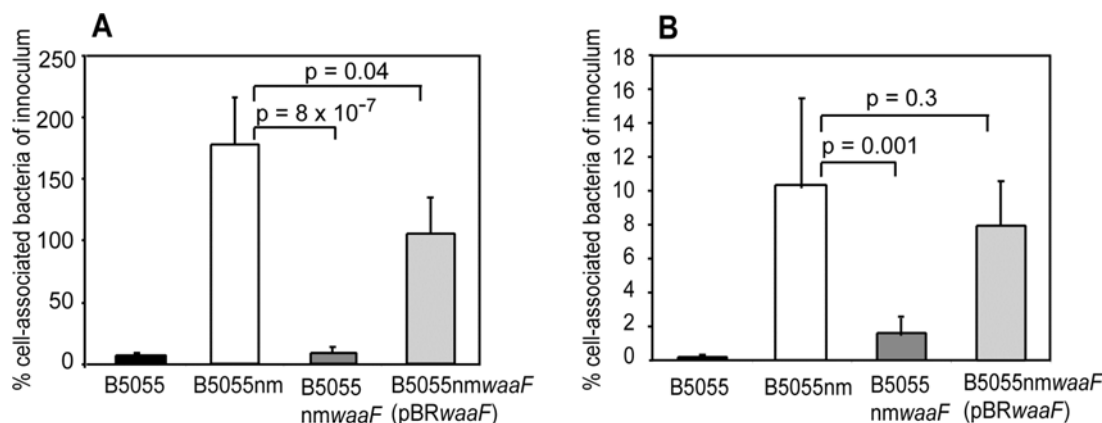 A
% cell-associated bacteria of innoculum
250
200
150
100
50
0
p = 0.04
p = 8 x 10⁻⁷
B5055
B5055nm
B5055
nmwaaF
B5055nmwaaF
(pBRwaaF)
B
% cell-associated bacteria of innoculum
18
16
14
12
10
8
6
4
2
0
p = 0.3
p = 0.001
B5055
B5055nm
B5055
nmwaaF
B5055nmwaaF
(pBRwaaF)